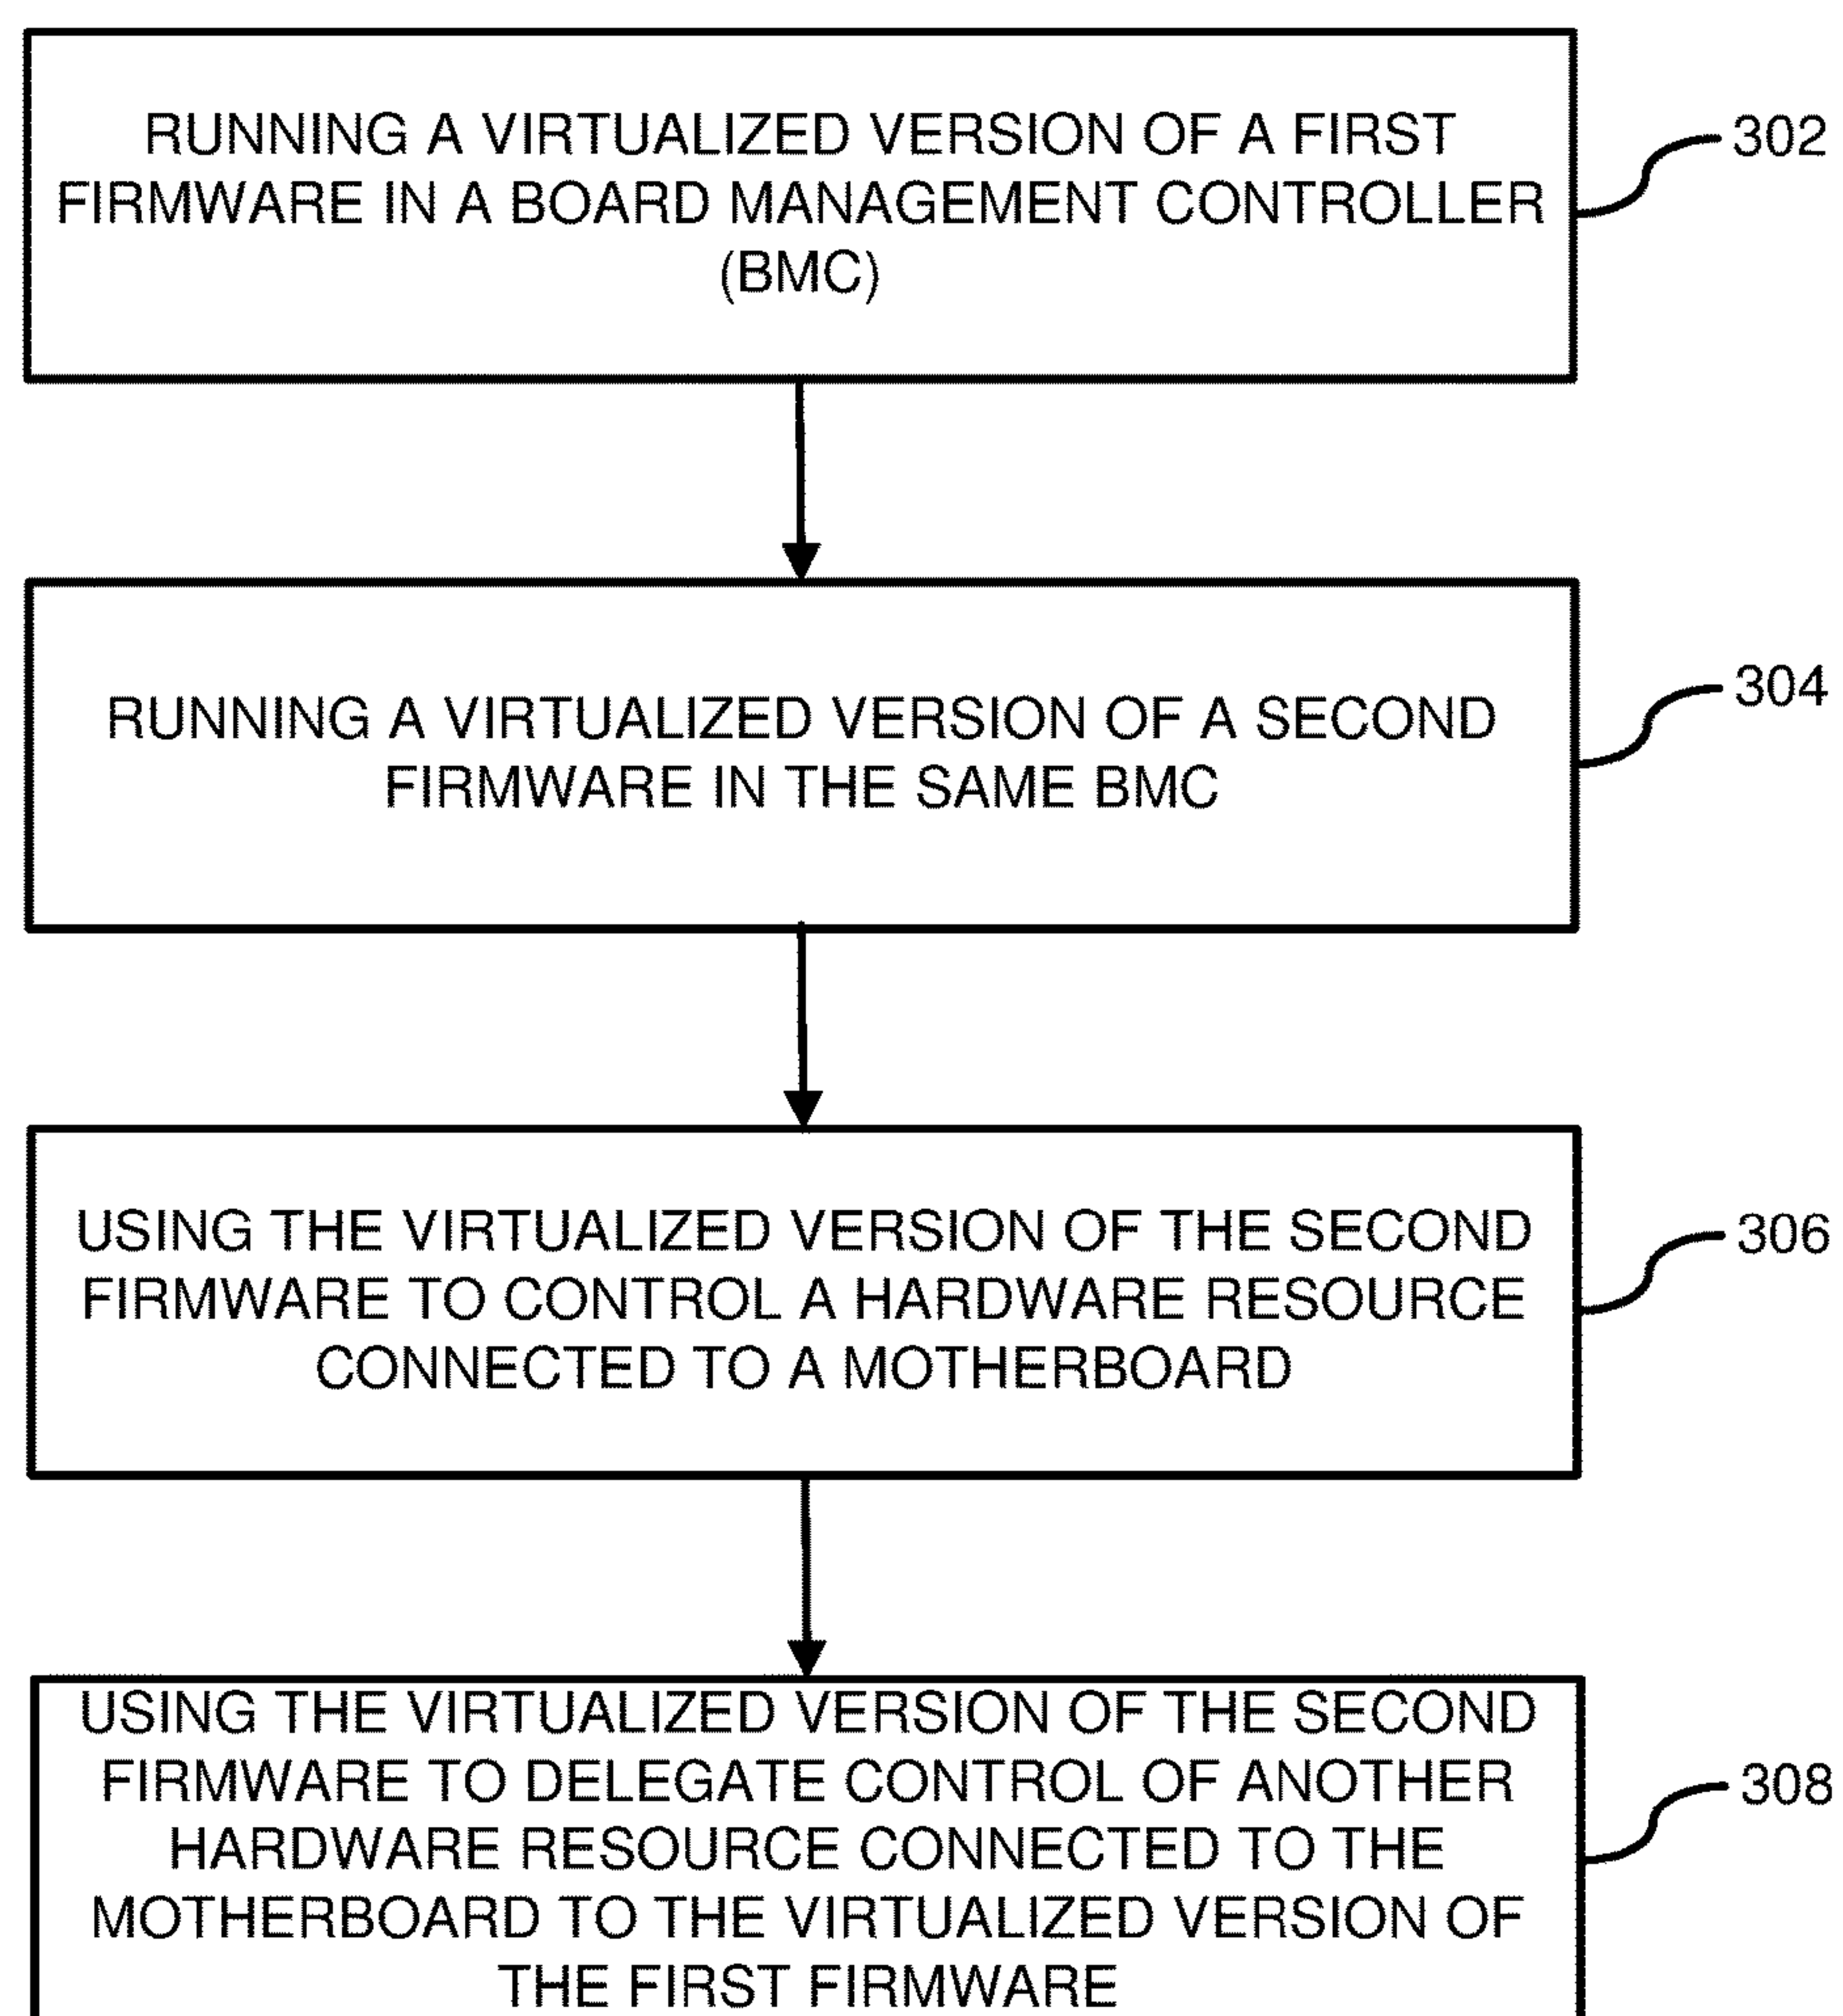 RUNNING A VIRTUALIZED VERSION OF A FIRST
FIRMWARE IN A BOARD MANAGEMENT CONTROLLER
(BMC)
302
RUNNING A VIRTUALIZED VERSION OF A SECOND
FIRMWARE IN THE SAME BMC
304
USING THE VIRTUALIZED VERSION OF THE SECOND
FIRMWARE TO CONTROL A HARDWARE RESOURCE
CONNECTED TO A MOTHERBOARD
306
USING THE VIRTUALIZED VERSION OF THE SECOND
FIRMWARE TO DELEGATE CONTROL OF ANOTHER
HARDWARE RESOURCE CONNECTED TO THE
MOTHERBOARD TO THE VIRTUALIZED VERSION OF
THE FIRST FIRMWARE
308